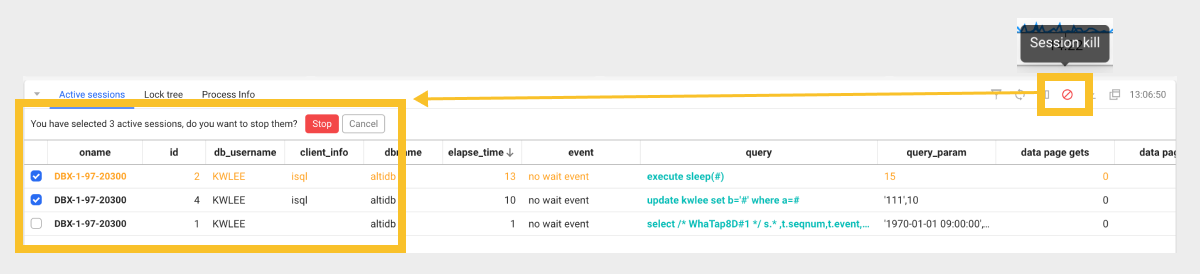 Session kill
14:22
Active sessions Lock tree Process Info 13:06:50
You have selected 3 active sessions, do you want to stop them? Stop Cancel
oname id db_username client_info dbname elapse_time event query query_param data page gets data pag
DBX-1-97-20300 2 KWLEE isql altidb 13 no wait event execute sleep(#) 15 0
DBX-1-97-20300 4 KWLEE isql altidb 10 no wait event update kwlee set b='#' where a=# '111',10 0
DBX-1-97-20300 1 KWLEE altidb 1 no wait event select /* WhaTap8D#1 */ s.* ,t.seqnum,t.event,... '1970-01-01 09:00:00',... 0